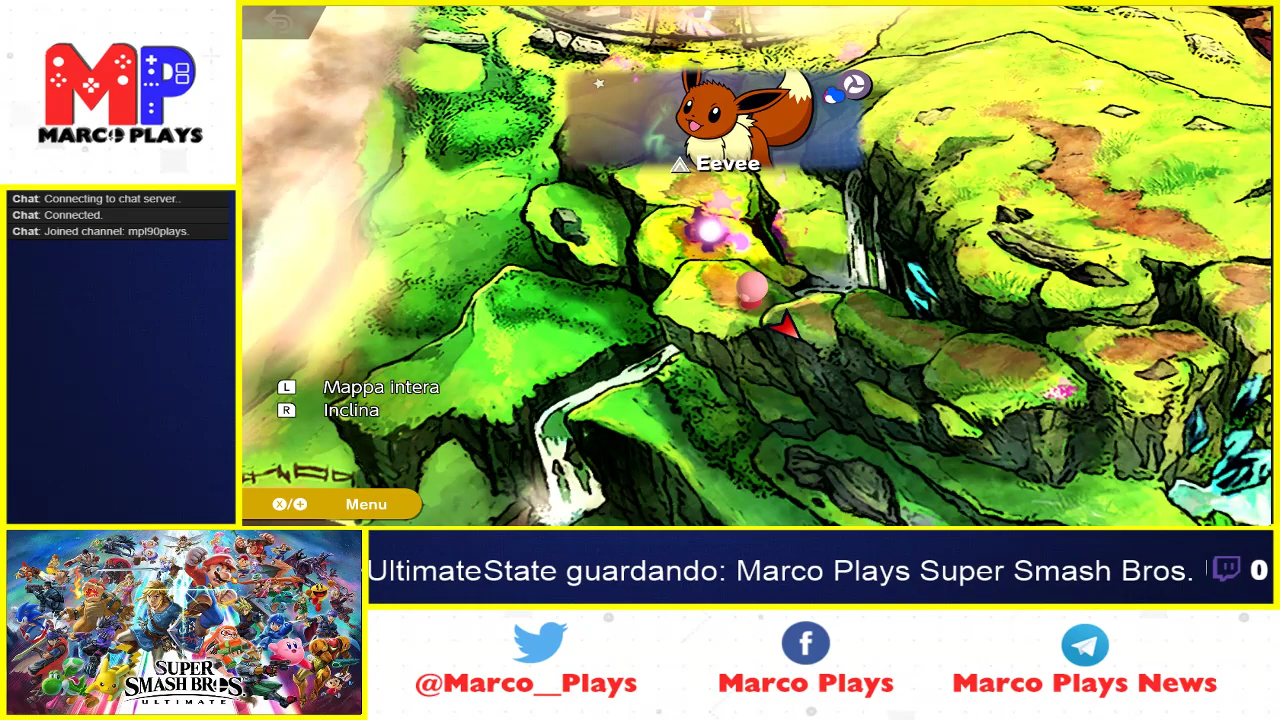 MP
MARCO PLAYS
Chat: Connecting to chat server..
Chat: Connected.
Chat: Joined channel: mpl90plays.
Eevee
L Mappa intera
R Inclina
X/+ Menu
SUPER
SMASH BROS.
ULTIMATE
UltimateState guardando: Marco Plays Super Smash Bros.
0
@Marco__Plays
f
Marco Plays
Marco Plays News